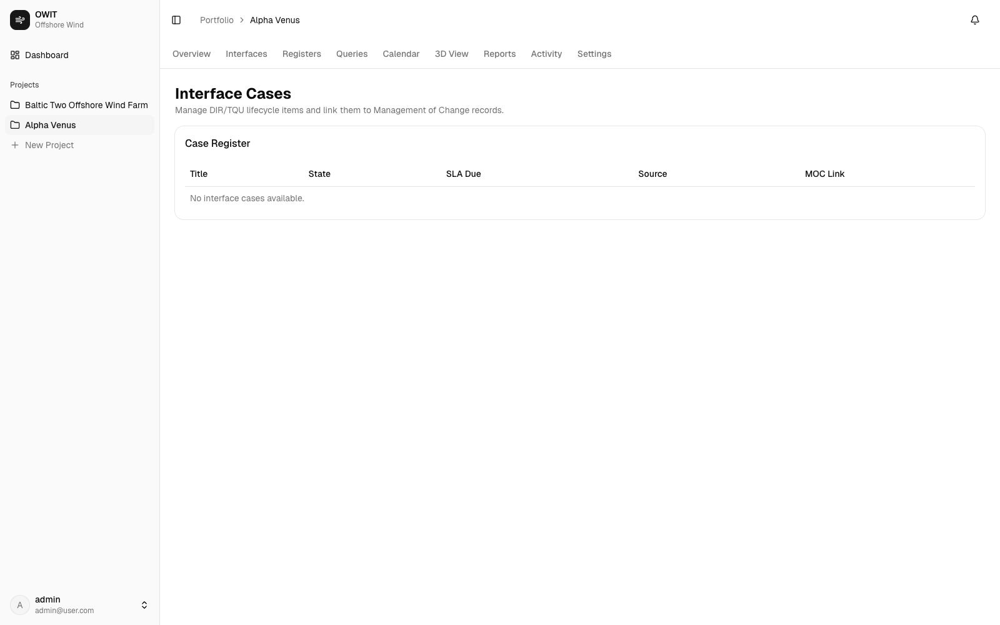 OWIT
Offshore Wind
Dashboard
Projects
Baltic Two Offshore Wind Farm
Alpha Venus
New Project
admin
A
admin@user.com
Portfolio > Alpha Venus
Overview Interfaces Registers Queries Calendar 3D View Reports Activity Settings
Interface Cases
Manage DIR/TQU lifecycle items and link them to Management of Change records.
Case Register
Title State SLA Due Source MOC Link
No interface cases available.